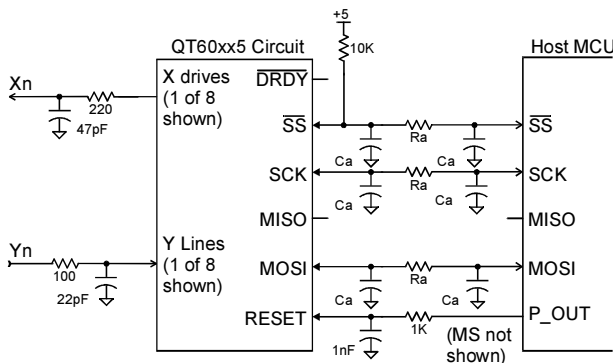 +5
QT60xx5 Circuit
10K
Host MCU
Xn
X drives
(1 of 8
shown)
DRDY
220
47pF
SS
Ra
SS
Ca
Ca
SCK
Ra
SCK
Ca
Ca
MISO
MISO
Yn
Y Lines
(1 of 8
shown)
100
22pF
MOSI
Ra
MOSI
Ca
Ca
RESET
1K
P_OUT
1nF
(MS not
shown)